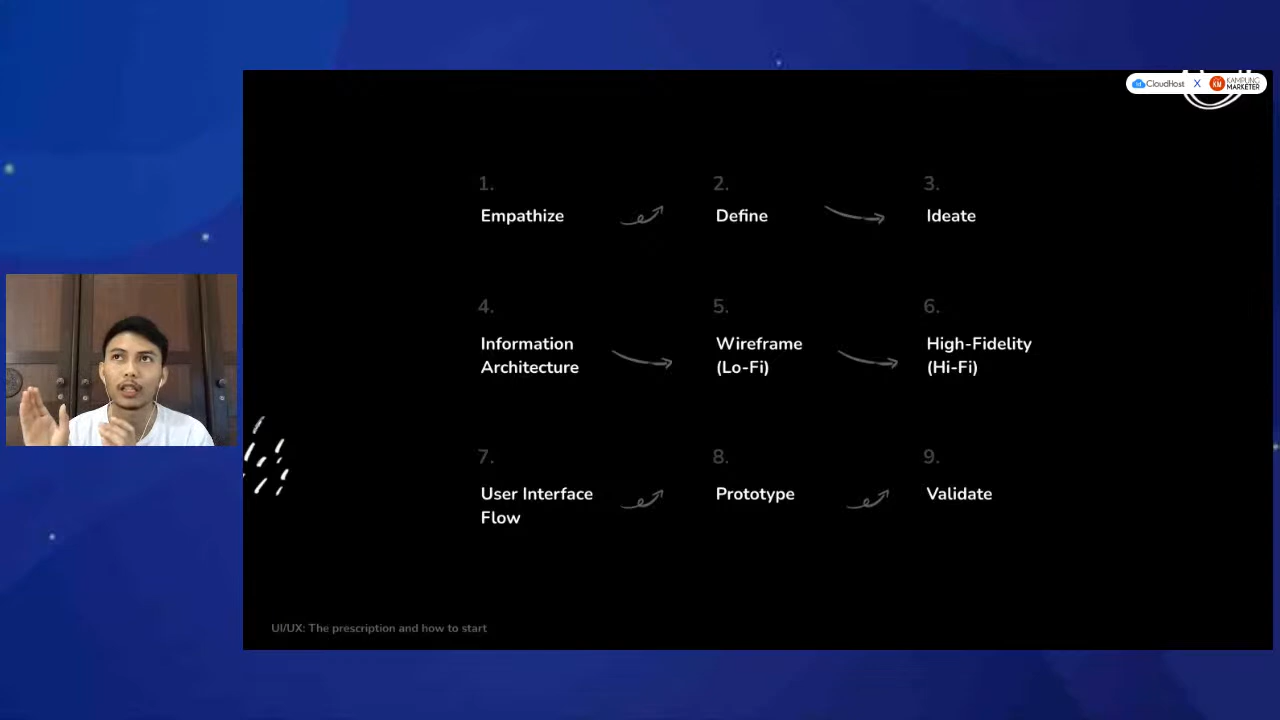 CloudHost X KAMPUNG MARKETER
1. 2. 3.
Empathize Define Ideate
4. 5. 6.
Information Architecture
Wireframe (Lo-Fi)
High-Fidelity (Hi-Fi)
7. 8. 9.
User Interface Flow
Prototype
Validate
UI/UX: The prescription and how to start